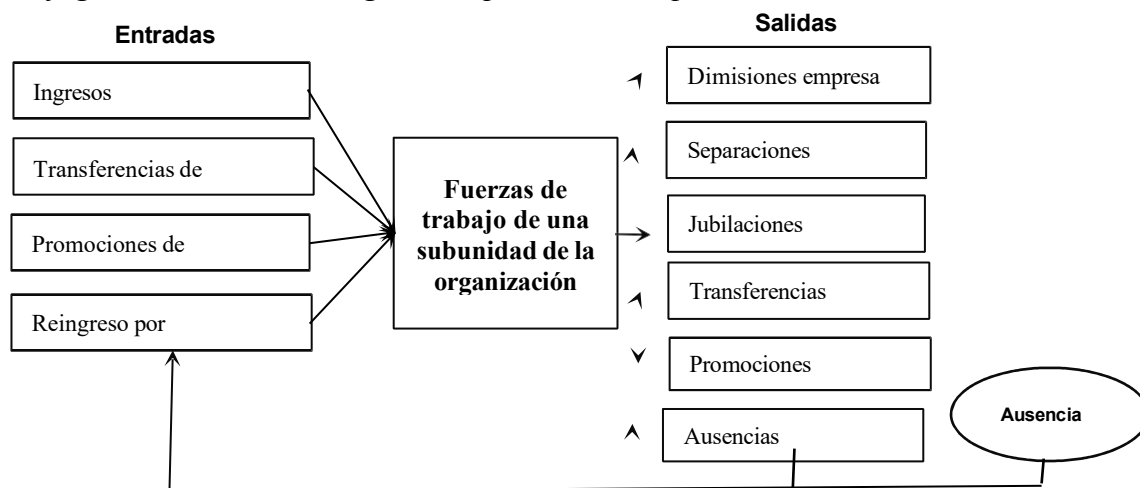 Entradas
Ingresos
Transferencias de
Promociones de
Reingreso por
Fuerzas de
trabajo de una
subunidad de la
organización
Salidas
Dimisiones empresa
Separaciones
Jubilaciones
Transferencias
Promociones
Ausencias
Ausencia